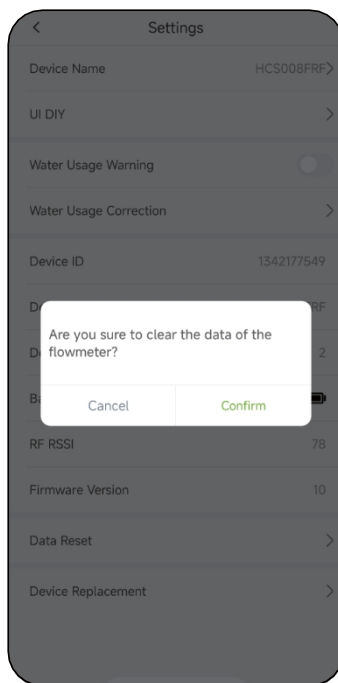 Settings
Device Name HCS008FRF
UI DIY
Water Usage Warning
Water Usage Correction
Device ID 1342177549
Are you sure to clear the data of the
flowmeter?
2
Cancel Confirm
RF RSSI 78
Firmware Version 10
Data Reset
Device Replacement